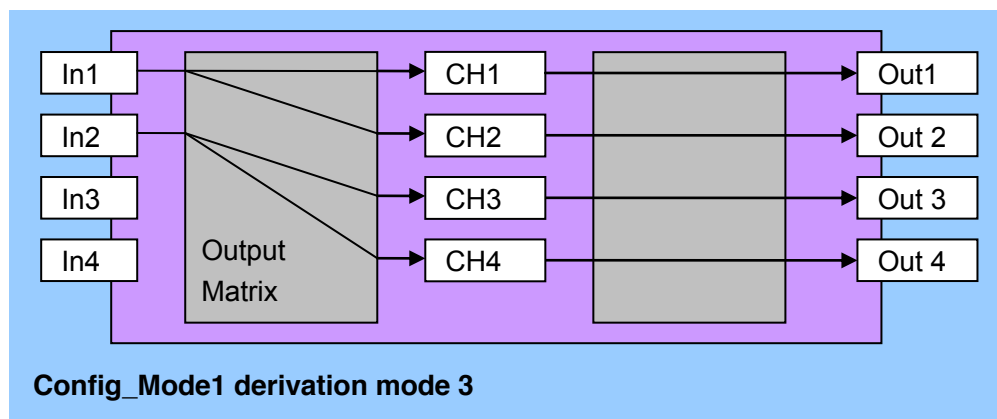 In1 CH1 Out1
In2 CH2 Out 2
In3 CH3 Out 3
In4 CH4 Out 4
Output
Matrix
Config_Mode1 derivation mode 3